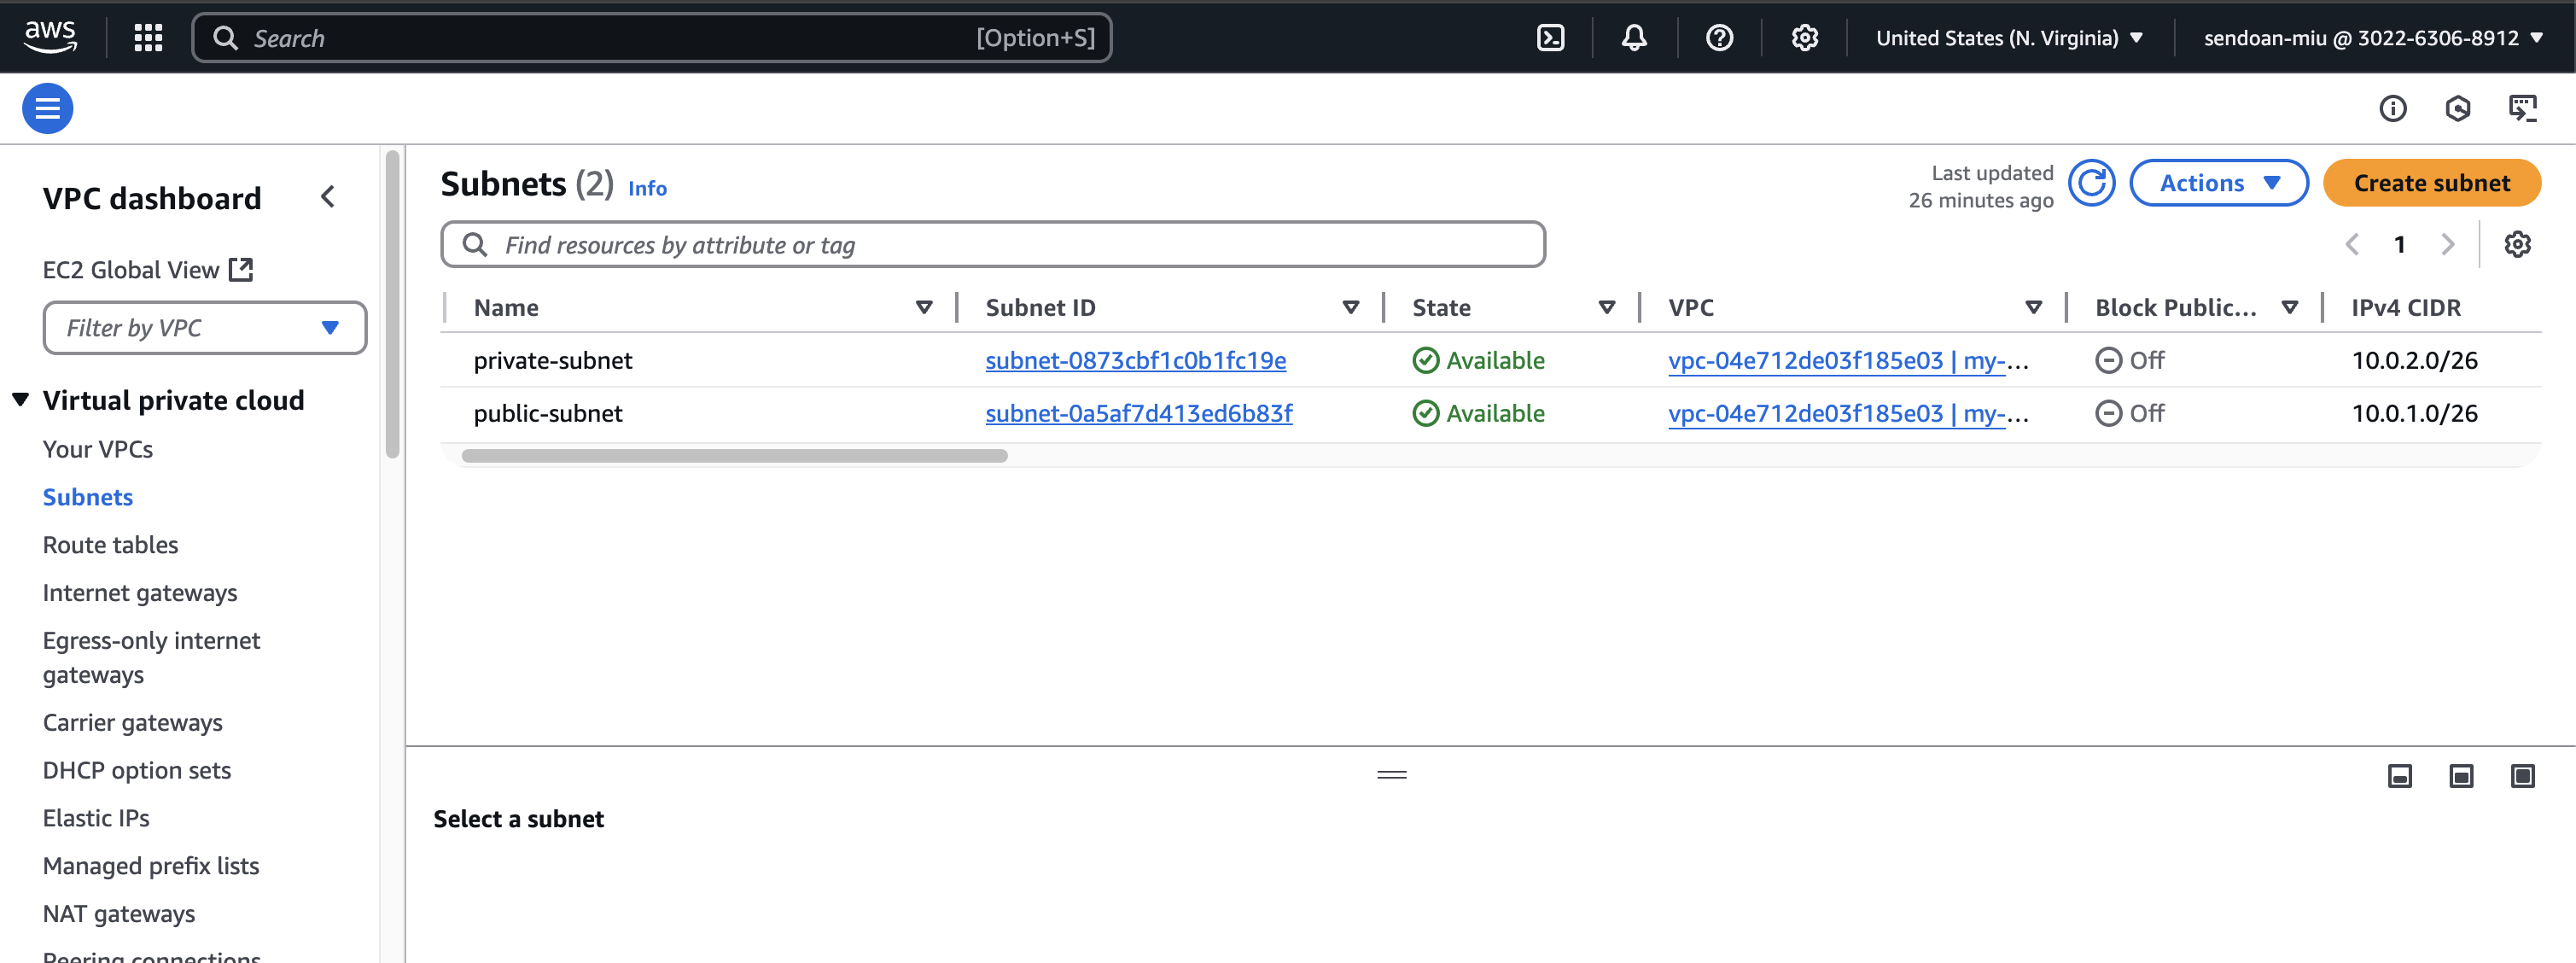 aws
Search [Option+S] United States (N. Virginia) sendoan-miu @ 3022-6306-8912
VPC dashboard
EC2 Global View
Filter by VPC
Virtual private cloud
Your VPCs
Subnets
Route tables
Internet gateways
Egress-only internet
gateways
Carrier gateways
DHCP option sets
Elastic IPs
Managed prefix lists
NAT gateways
Peering connections
Subnets (2) Info
Last updated
26 minutes ago
Actions
Create subnet
Find resources by attribute or tag
1
Name Subnet ID State VPC Block Public... IPv4 CIDR
private-subnet subnet-0873cbf1c0b1fc19e Available vpc-04e712de03f185e03 | my-... Off 10.0.2.0/26
public-subnet subnet-0a5af7d413ed6b83f Available vpc-04e712de03f185e03 | my-... Off 10.0.1.0/26
Select a subnet